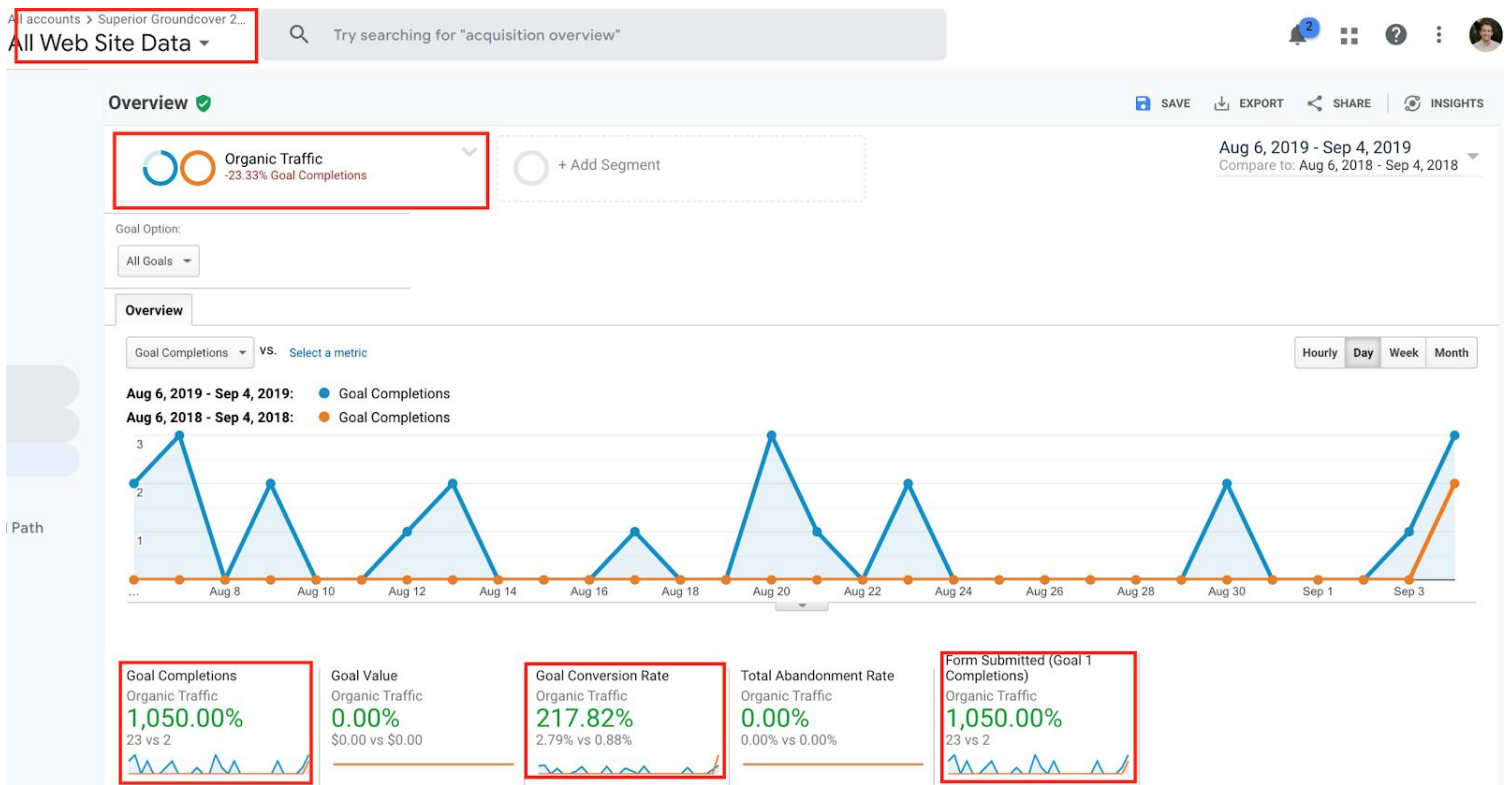 All accounts > Superior Groundcover 2...
All Web Site Data
Try searching for "acquisition overview"
2
Overview
SAVE
EXPORT
SHARE
INSIGHTS
Organic Traffic
-23.33% Goal Completions
+ Add Segment
Aug 6, 2019 - Sep 4, 2019
Compare to: Aug 6, 2018 - Sep 4, 2018
Goal Option:
All Goals
Overview
Goal Completions VS. Select a metric
Hourly Day Week Month
Aug 6, 2019 - Sep 4, 2019: Goal Completions
Aug 6, 2018 - Sep 4, 2018: Goal Completions
3
2
1
... Aug 8 Aug 10 Aug 12 Aug 14 Aug 16 Aug 18 Aug 20 Aug 22 Aug 24 Aug 26 Aug 28 Aug 30 Sep 1 Sep 3
Path
Goal Completions
Organic Traffic
1,050.00%
23 vs 2
Goal Value
Organic Traffic
0.00%
$0.00 vs $0.00
Goal Conversion Rate
Organic Traffic
217.82%
2.79% vs 0.88%
Total Abandonment Rate
Organic Traffic
0.00%
0.00% vs 0.00%
Form Submitted (Goal 1
Completions)
Organic Traffic
1,050.00%
23 vs 2